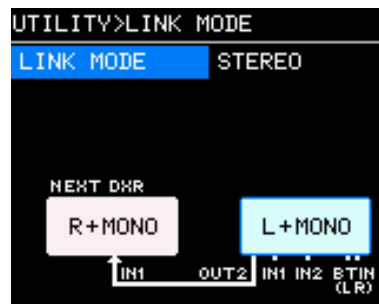 UTILITY>LINK MODE
LINK MODE STEREO
NEXT DXR
R+MONO L+MONO
IN1 OUT2 IN1 IN2 BTIN
(LR)